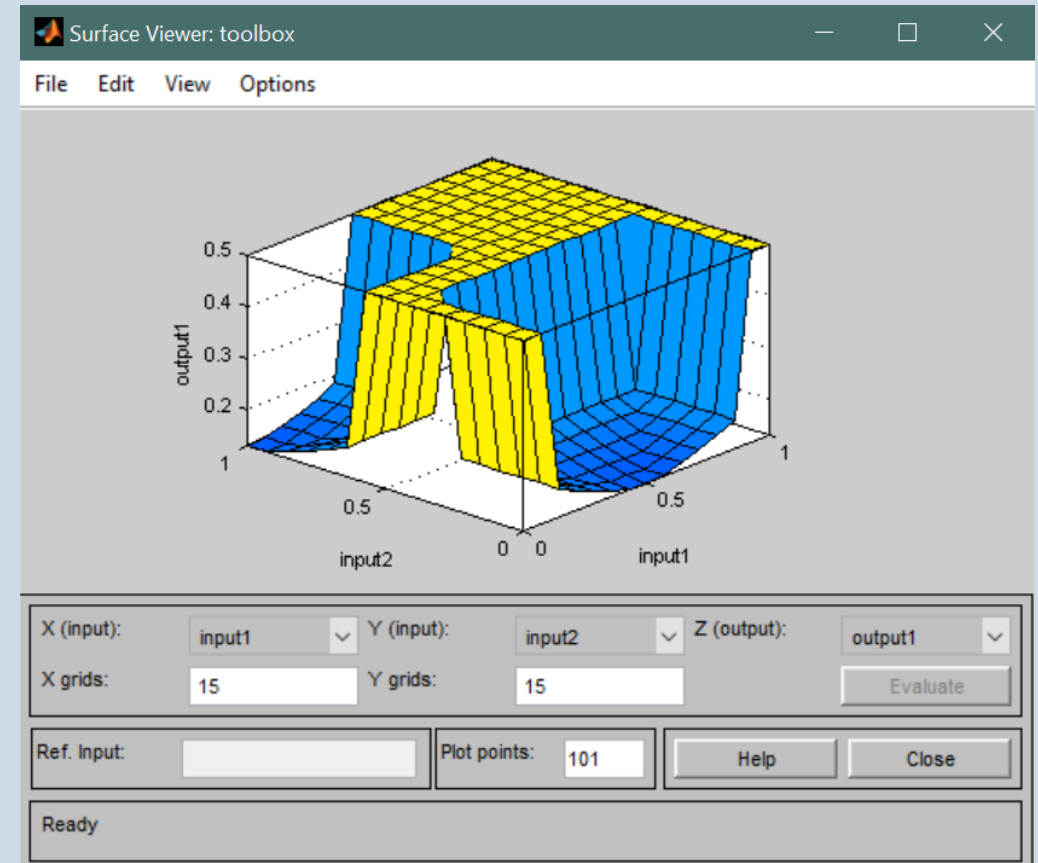 Surface Viewer: toolbox
File Edit View Options
0.5
0.4
0.3
0.2
output1
1
0.5
0
input2
0
0.5
1
input1
X (input): input1 Y (input): input2 Z (output): output1
X grids: 15 Y grids: 15 Evaluate
Ref. Input: Plot points: 101 Help Close
Ready